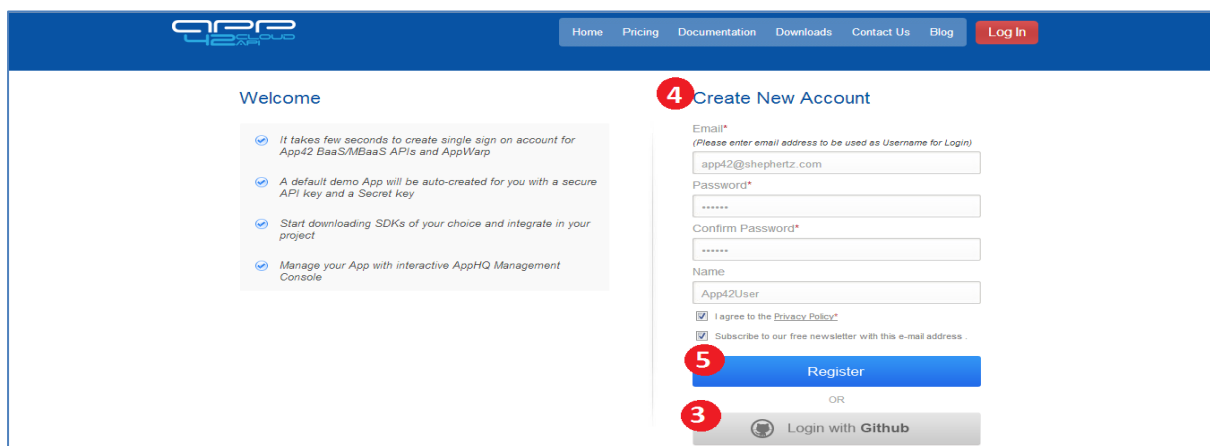 app
42 CLOUD
API
Home Pricing Documentation Downloads Contact Us Blog Log In
Welcome
It takes few seconds to create single sign on account for
App42 BaaS/MBaaS APIs and AppWarp
A default demo App will be auto-created for you with a secure
API key and a Secret key
Start downloading SDKs of your choice and integrate in your
project
Manage your App with interactive AppHQ Management
Console
4 Create New Account
Email*
(Please enter email address to be used as Username for Login)
app42@shephertz.com
Password*
••••••
Confirm Password*
••••••
Name
App42User
I agree to the Privacy Policy*
Subscribe to our free newsletter with this e-mail address .
5
Register
OR
3
Login with Github